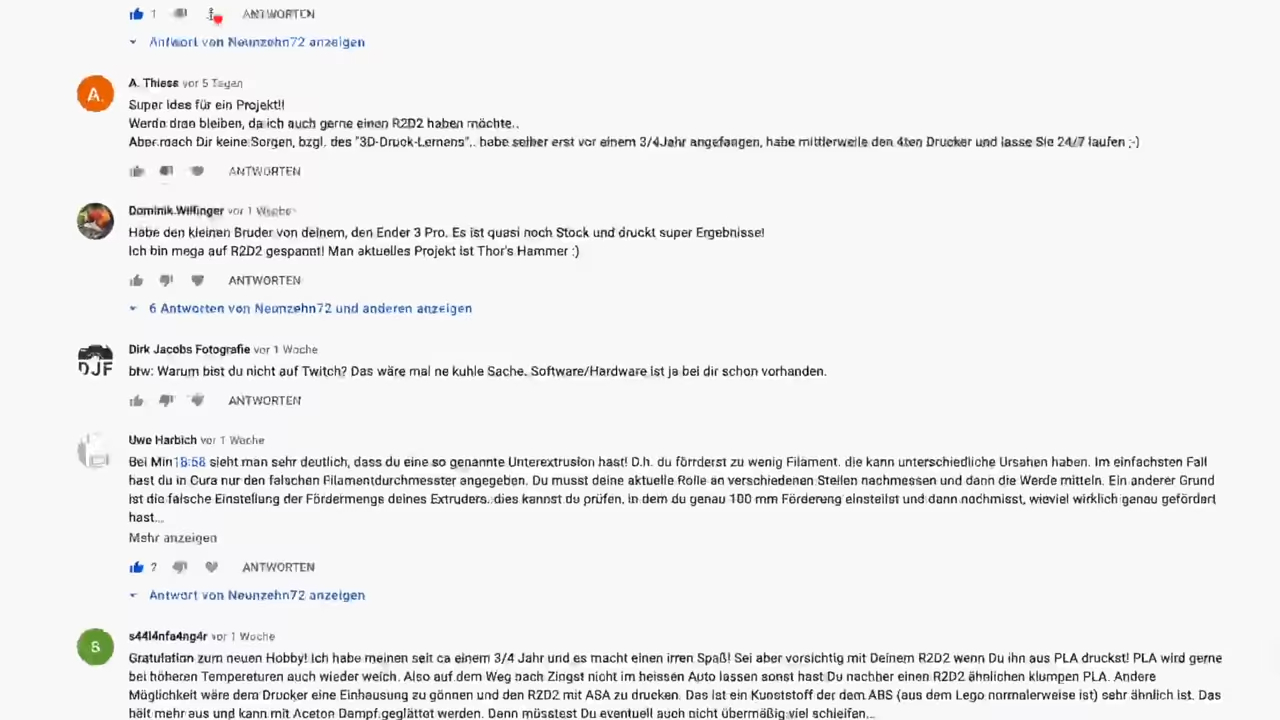 1 ANTWORTEN
Antwort von Neunzehn72 anzeigen
A.
A. Thiess vor 5 Tagen
Super Idee für ein Projekt!!
Werde dran bleiben, da ich auch gerne einen R2D2 haben möchte..
Aber mach Dir keine Sorgen, bzgl. des "3D-Druck-Lernens".. habe selber erst vor einem 3/4Jahr angefangen, habe mittlerweile den 4ten Drucker und lasse Sie 24/7 laufen ;-)
ANTWORTEN
Dominik Willinger vor 1 Woche
Habe den kleinen Bruder von deinem, den Ender 3 Pro. Es ist quasi noch Stock und druckt super Ergebnisse!
Ich bin mega auf R2D2 gespannt! Man aktuelles Projekt ist Thor's Hammer :)
ANTWORTEN
6 Antworten von Neunzehn72 und anderen anzeigen
DJF
Dirk Jacobs Fotografie vor 1 Woche
btw: Warum bist du nicht auf Twitch? Das wäre mal ne kuhle Sache. Software/Hardware ist ja bei dir schon vorhanden.
ANTWORTEN
Uwe Harbich vor 1 Woche
Bei Min sieht man sehr deutlich, dass du eine so genannte Unterextrusion hast! D.h. du förderst zu wenig Filament. die kann unterschiedliche Ursahen haben. Im einfachsten Fall
hast du in Cura nur den falschen Filamentdurchmesster angegeben. Du musst deine aktuelle Rolle an verschiedenen Stellen nachmessen und dann die Werde mitteln. Ein anderer Grund
ist die falsche Einstellung der Fördermenge deines Extruders. dies kannst du prüfen, in dem du genau 100 mm Förderung einstellst und dann nachmisst, wieviel wirklich genau gefördert
hast...
Mehr anzeigen
ANTWORTEN
Antwort von Neunzehn72 anzeigen
S
s44l4nfa4ng4r vor 1 Woche
Gratulation zum neuen Hobby! Ich habe meinen seit ca einem 3/4 Jahr und es macht einen irren Spaß! Sei aber vorsichtig mit Deinem R2D2 wenn Du ihn aus PLA druckst! PLA wird gerne
bei höheren Temperaturen auch wieder weich. Also auf dem Weg nach Zingst nicht im heissen Auto lassen sonst hast Du nachher einen R2D2 ähnlichen klumpen PLA. Andere
Möglichkeit wäre dem Drucker eine Einhausung zu gönnen und den R2D2 mit ASA zu drucken. Das ist ein Kunststoff der dem ABS (aus dem Lego normalerweise ist) sehr ähnlich ist. Das
hält mehr aus und kann mit Aceton Dampf geglättet werden. Dann müsstest Du eventuell auch nicht übermäßig viel schleifen...